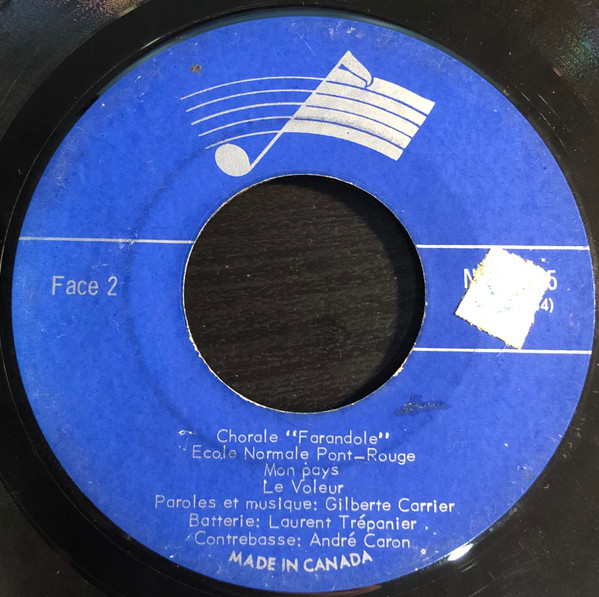 Face 2
Chorale "Farandole"
Ecole Normale Pont-Rouge
Mon pays
Le Voleur
Paroles et musique: Gilberte Carrier
Batterie: Laurent Trépanier
Contrebasse: André Caron
MADE IN CANADA